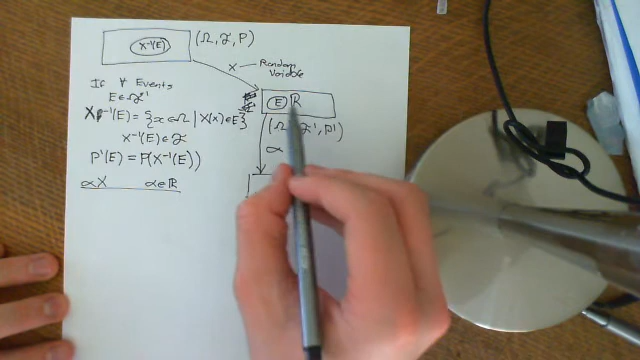 X⁻¹(E) (Ω, Ƒ, P)
X — Random Variable
If ∀ Events
E ∈ Ƒ'
X⁻¹(E) = {x ∈ Ω | X(x) ∈ E}
X⁻¹(E) ∈ Ƒ
P'(E) = P(X⁻¹(E))
αX α ∈ ℝ
E ℝ
(Ω', Ƒ', P')
α